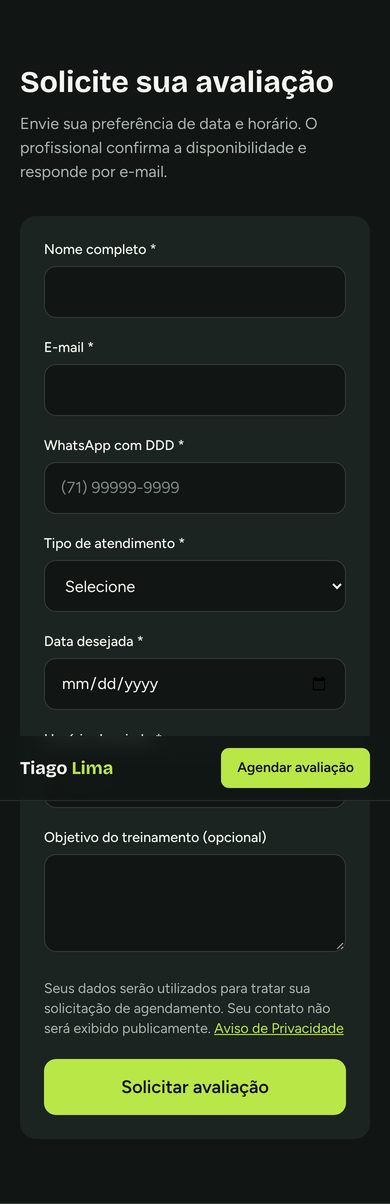 Solicite sua avaliação
Envie sua preferência de data e horário. O
profissional confirma a disponibilidade e
responde por e-mail.
Nome completo *
E-mail *
WhatsApp com DDD *
(71) 99999-9999
Tipo de atendimento *
Selecione
Data desejada *
mm/dd/yyyy
Tiago Lima
Agendar avaliação
Objetivo do treinamento (opcional)
Seus dados serão utilizados para tratar sua
solicitação de agendamento. Seu contato não
será exibido publicamente. Aviso de Privacidade
Solicitar avaliação